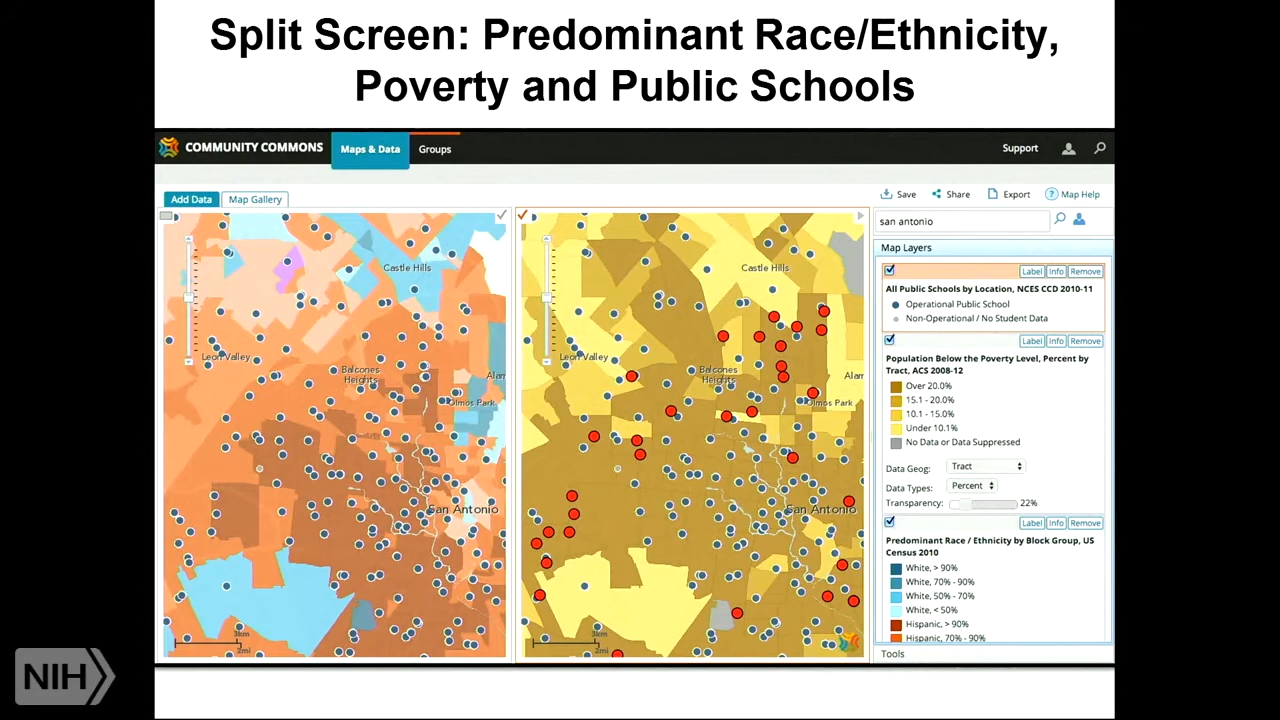 Split Screen: Predominant Race/Ethnicity,
Poverty and Public Schools
COMMUNITY COMMONS
Maps & Data
Groups
Support
Add Data
Map Gallery
Save
Share
Export
? Map Help
san antonio
Map Layers
Label Info Remove
All Public Schools by Location, NCES CCD 2010-11
Operational Public School
Non-Operational / No Student Data
Label Info Remove
Population Below the Poverty Level, Percent by
Tract, ACS 2008-12
Over 20.0%
15.1 - 20.0%
10.1 - 15.0%
Under 10.1%
No Data or Data Suppressed
Data Geog: Tract
Data Types: Percent
Transparency: 22%
Label Info Remove
Predominant Race / Ethnicity by Block Group, US
Census 2010
White, > 90%
White, 70% - 90%
White, 50% - 70%
White, < 50%
Hispanic, > 90%
Hispanic, 70% - 90%
Tools
Castle Hills
Leon Valley
Balcones
Heights
Alam
Olmos Park
San Antonio
3km
2mi
Castle Hills
Leon Valley
Balcones
Heights
Alam
Olmos Park
San Antonio
3km
2mi
NIH